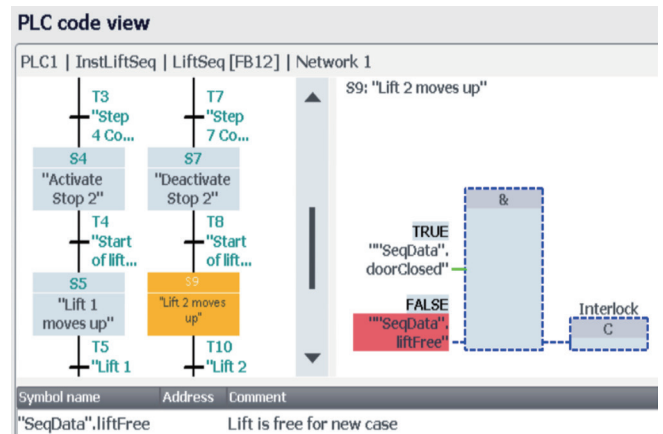 PLC code view
PLC1 | InstLiftSeq | LiftSeq [FB12] | Network 1
T3
"Step
4 Co...
T7
"Step
7 Co...
S4
"Activate
Stop 2"
S7
"Deactivate
Stop 2"
T4
"Start
of lift...
T8
"Start
of lift...
S5
"Lift 1
moves up"
S9
"Lift 2 moves
up"
T5
"Lift 1
T10
"Lift 2
S9: "Lift 2 moves up"
&
TRUE
""SeqData".
doorClosed"
FALSE
""SeqData".
liftFree"
Interlock
C
Symbol name Address Comment
"SeqData".liftFree Lift is free for new case